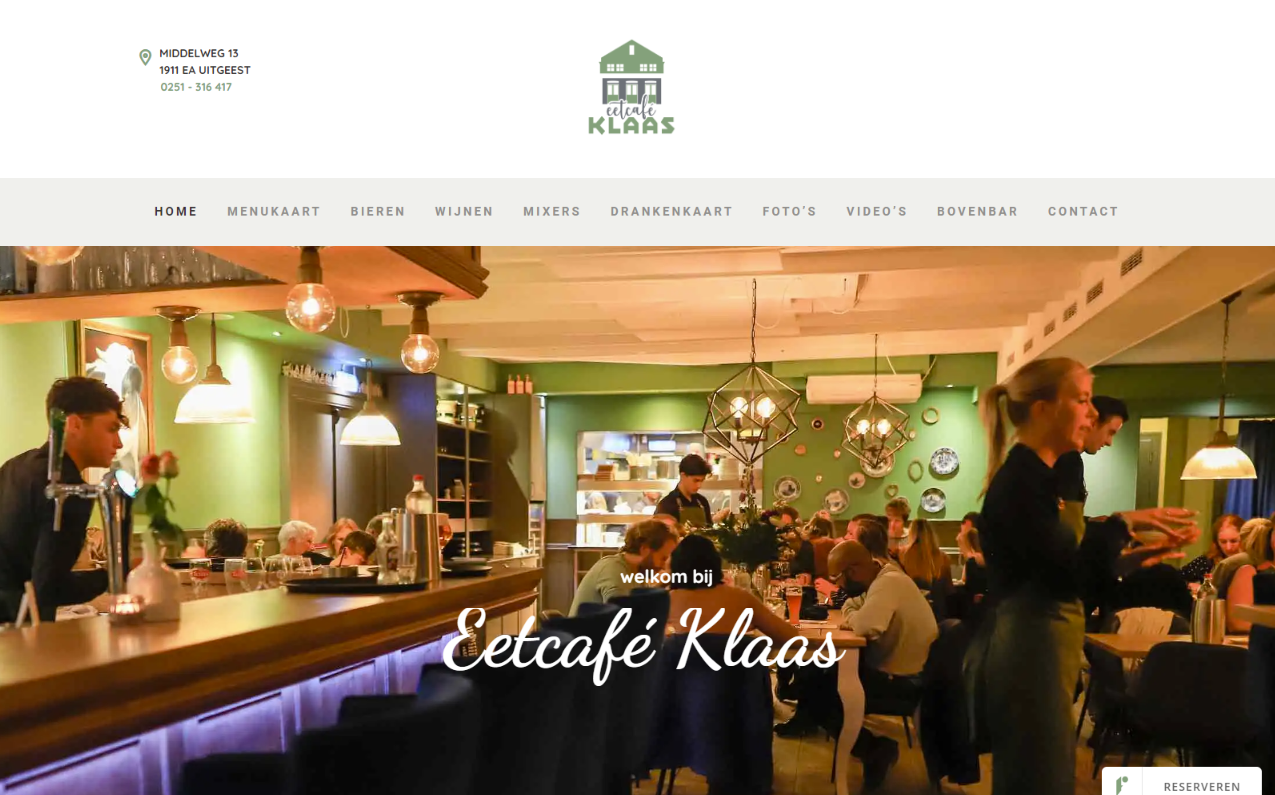 MIDDELWEG 13
1911 EA UITGEEST
0251 - 316 417
eetcafé
KLAAS
HOME MENUKAART BIEREN WIJNEN MIXERS DRANKENKAART FOTO'S VIDEO'S BOVENBAR CONTACT
welkom bij
Eetcafé Klaas
RESERVEREN